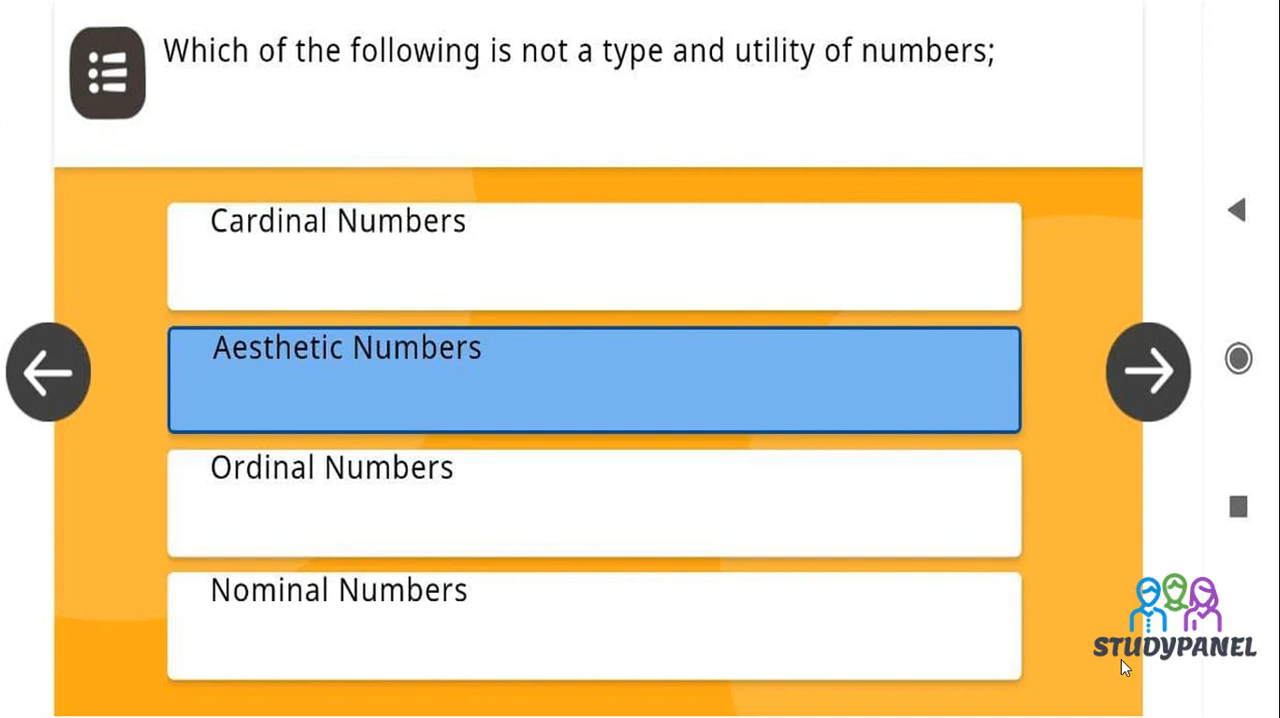 Which of the following is not a type and utility of numbers;
Cardinal Numbers
Aesthetic Numbers
Ordinal Numbers
Nominal Numbers
STUDYPANEL